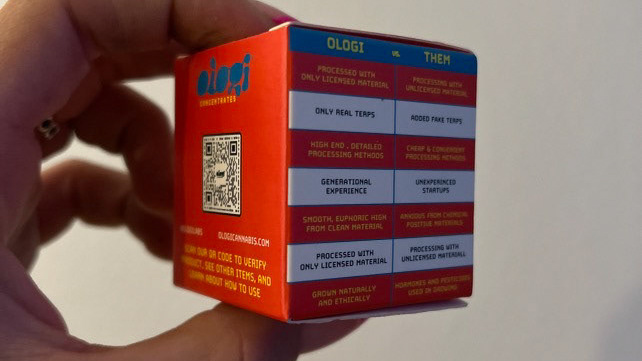 ologi
CONCENTRATES
OLOGICANNABIS.COM
SCAN OUR QR CODE TO VERIFY
PRODUCT, SEE OTHER ITEMS, AND
LEARN ABOUT HOW TO USE
OLOGI vs. THEM
PROCESSED WITH
ONLY LICENSED MATERIAL
PROCESSING WITH
UNLICENSED MATERIAL
ONLY REAL TERPS
ADDED FAKE TERPS
HIGH END , DETAILED
PROCESSING METHODS
CHEAP & CONVENIENT
PROCESSING METHODS
GENERATIONAL
EXPERIENCE
UNEXPERINCED
STARTUPS
SMOOTH, EUPHORIC HIGH
FROM CLEAN MATERIAL
ANXIOUS FROM CHEMICAL
POSITIVE MATERIALS
PROCESSED WITH
ONLY LICENSED MATERIAL
PROCESSING WITH
UNLICENSED MATERIALL
GROWN NATURALLY
AND ETHICALLY
HORMONES AND PESTICIDES
USED IN GROWING